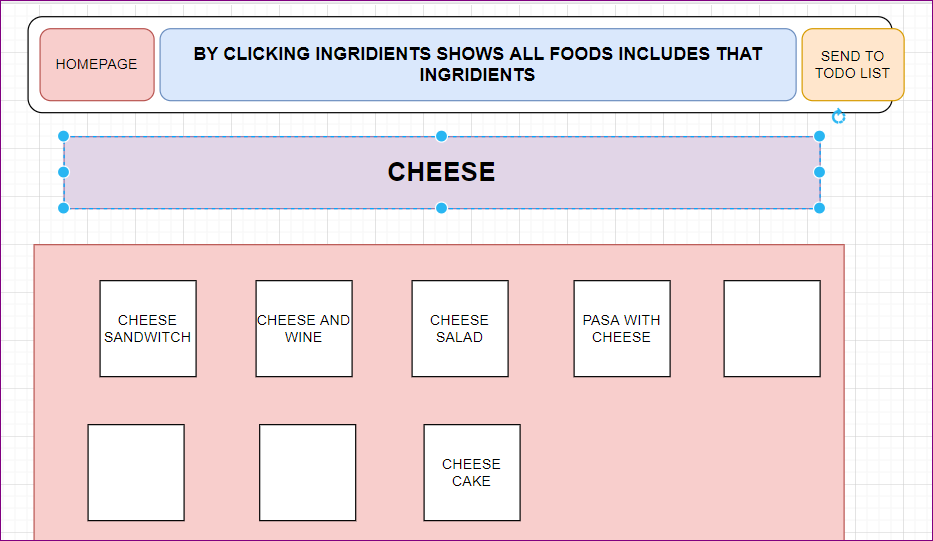 HOMEPAGE
BY CLICKING INGRIDIENTS SHOWS ALL FOODS INCLUDES THAT
INGRIDIENTS
SEND TO
TODO LIST
CHEESE
CHEESE
SANDWITCH
CHEESE AND
WINE
CHEESE
SALAD
PASA WITH
CHEESE
CHEESE
CAKE